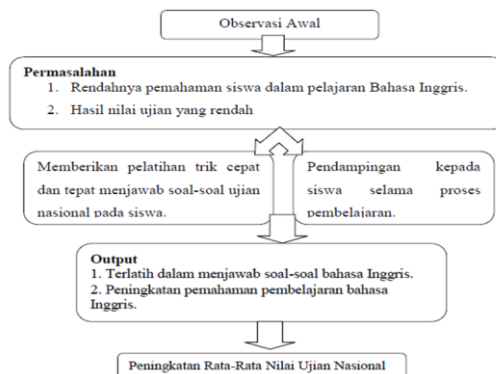 Observasi Awal
Permasalahan
1. Rendahnya pemahaman siswa dalam pelajaran Bahasa Inggris.
2. Hasil nilai ujian yang rendah
Memberikan pelatihan trik cepat
dan tepat menjawab soal-soal ujian
nasional pada siswa.
Pendampingan kepada
siswa selama proses
pembelajaran.
Output
1. Terlatih dalam menjawab soal-soal bahasa Inggris.
2. Peningkatan pemahaman pembelajaran bahasa
Inggris.
Peningkatan Rata-Rata Nilai Ujian Nasional